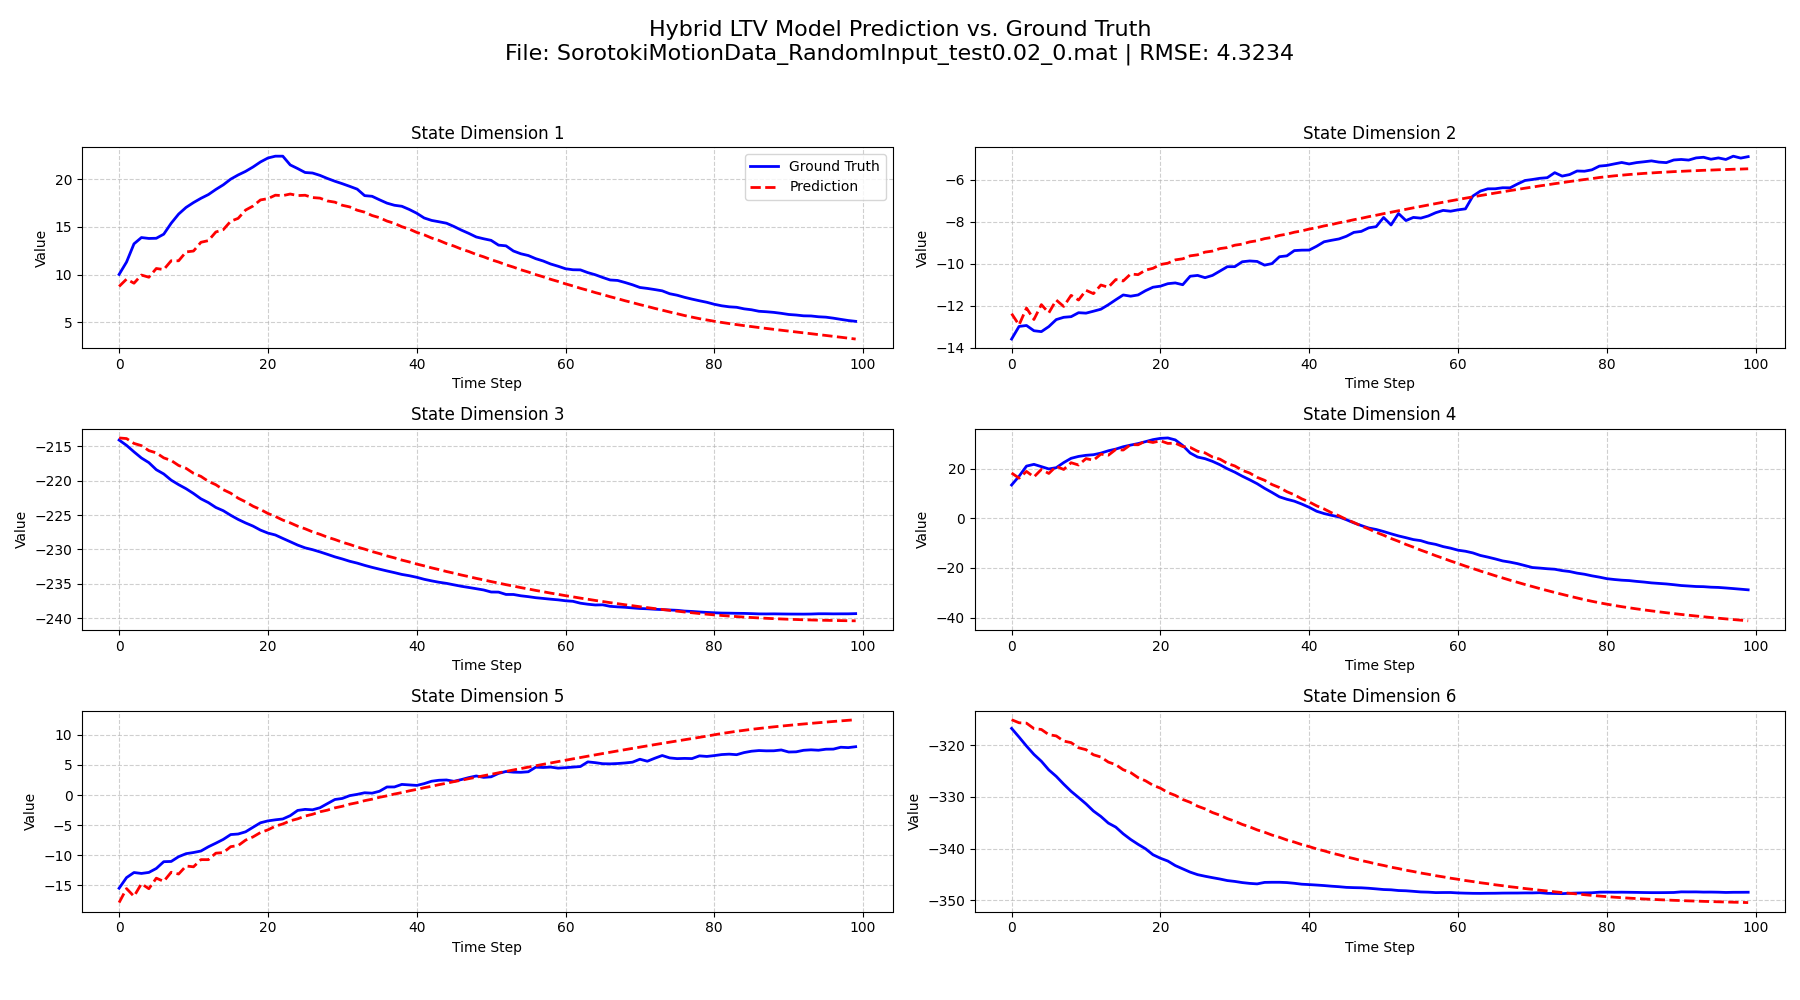 Hybrid LTV Model Prediction vs. Ground Truth
File: SorotokiMotionData_RandomInput_test0.02_0.mat | RMSE: 4.3234
State Dimension 1
Value
20
15
10
5
Ground Truth
Prediction
0 20 40 60 80 100
Time Step
State Dimension 2
Value
−6
−8
−10
−12
−14
0 20 40 60 80 100
Time Step
State Dimension 3
Value
−215
−220
−225
−230
−235
−240
0 20 40 60 80 100
Time Step
State Dimension 4
Value
20
0
−20
−40
0 20 40 60 80 100
Time Step
State Dimension 5
Value
10
5
0
−5
−10
−15
0 20 40 60 80 100
Time Step
State Dimension 6
Value
−320
−330
−340
−350
0 20 40 60 80 100
Time Step